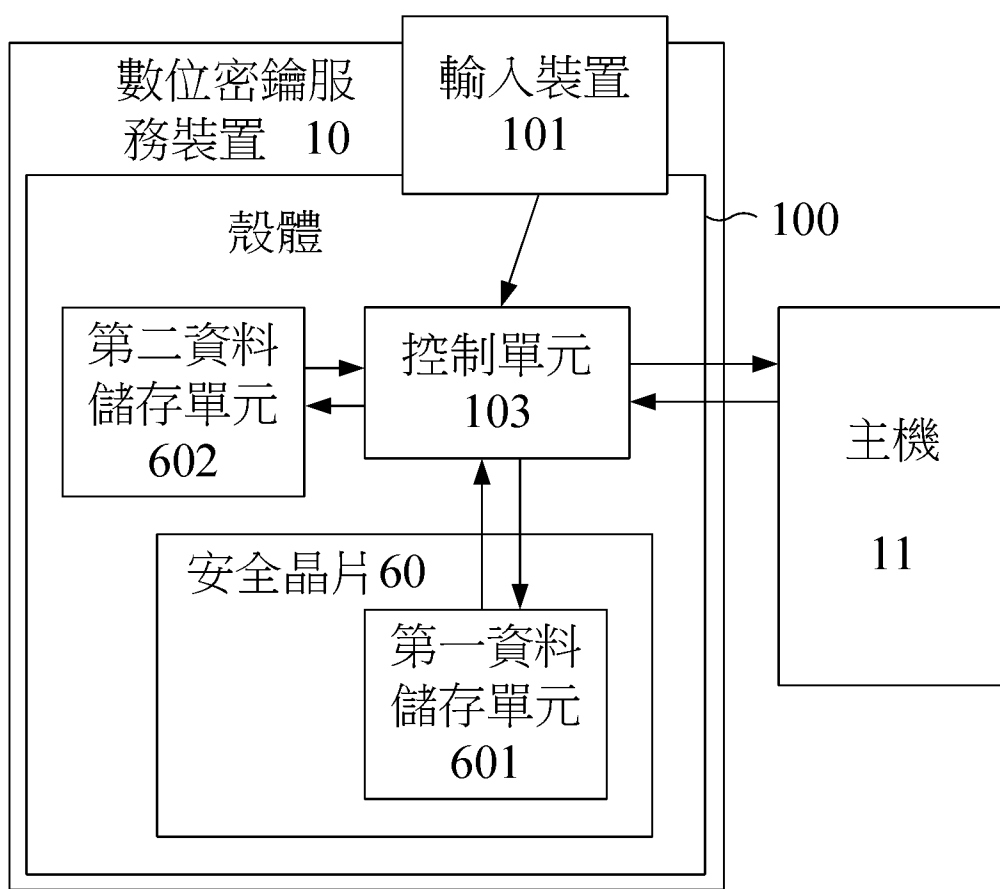 數位密鑰服
務裝置 10
輸入裝置
101
100
殼體
第二資料
儲存單元
602
控制單元
103
主機
11
安全晶片60
第一資料
儲存單元
601